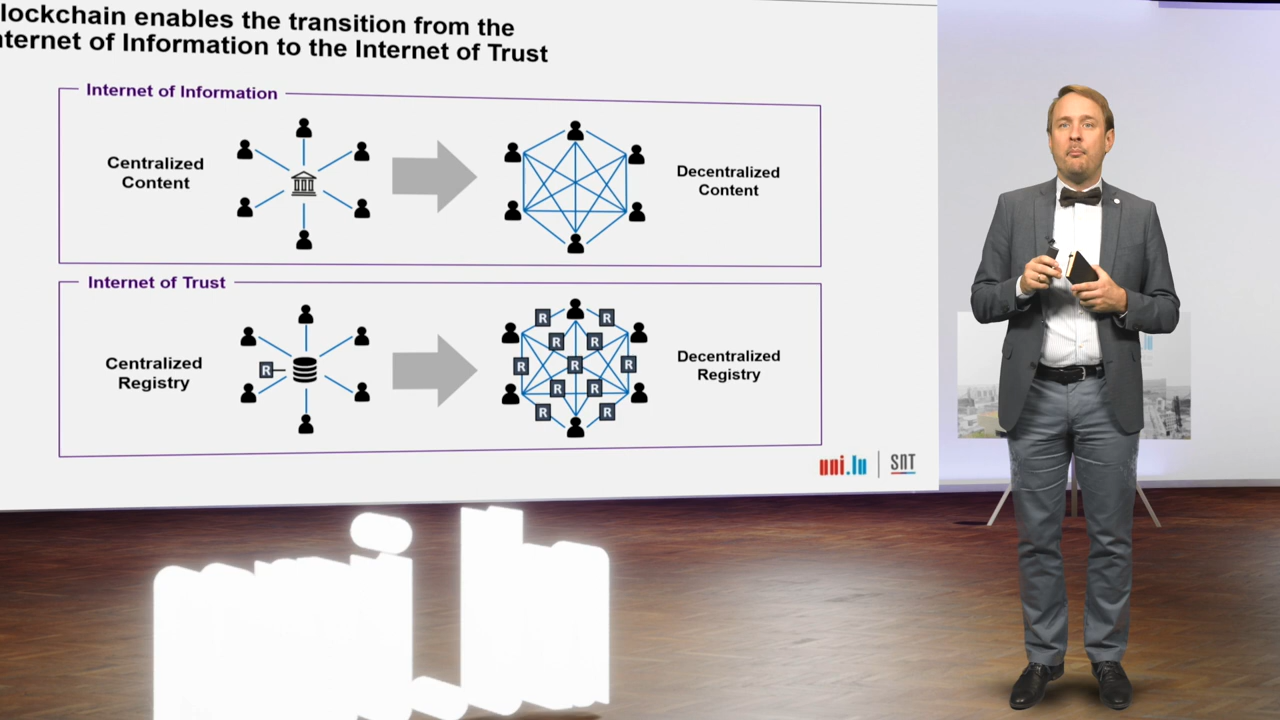 lockchain enables the transition from the
nternet of Information to the Internet of Trust
Internet of Information
Centralized
Content
Decentralized
Content
Internet of Trust
Centralized
Registry
R
R
R
R
R
R
R
R
R
R
R
R
Decentralized
Registry
uni.lu
SNT